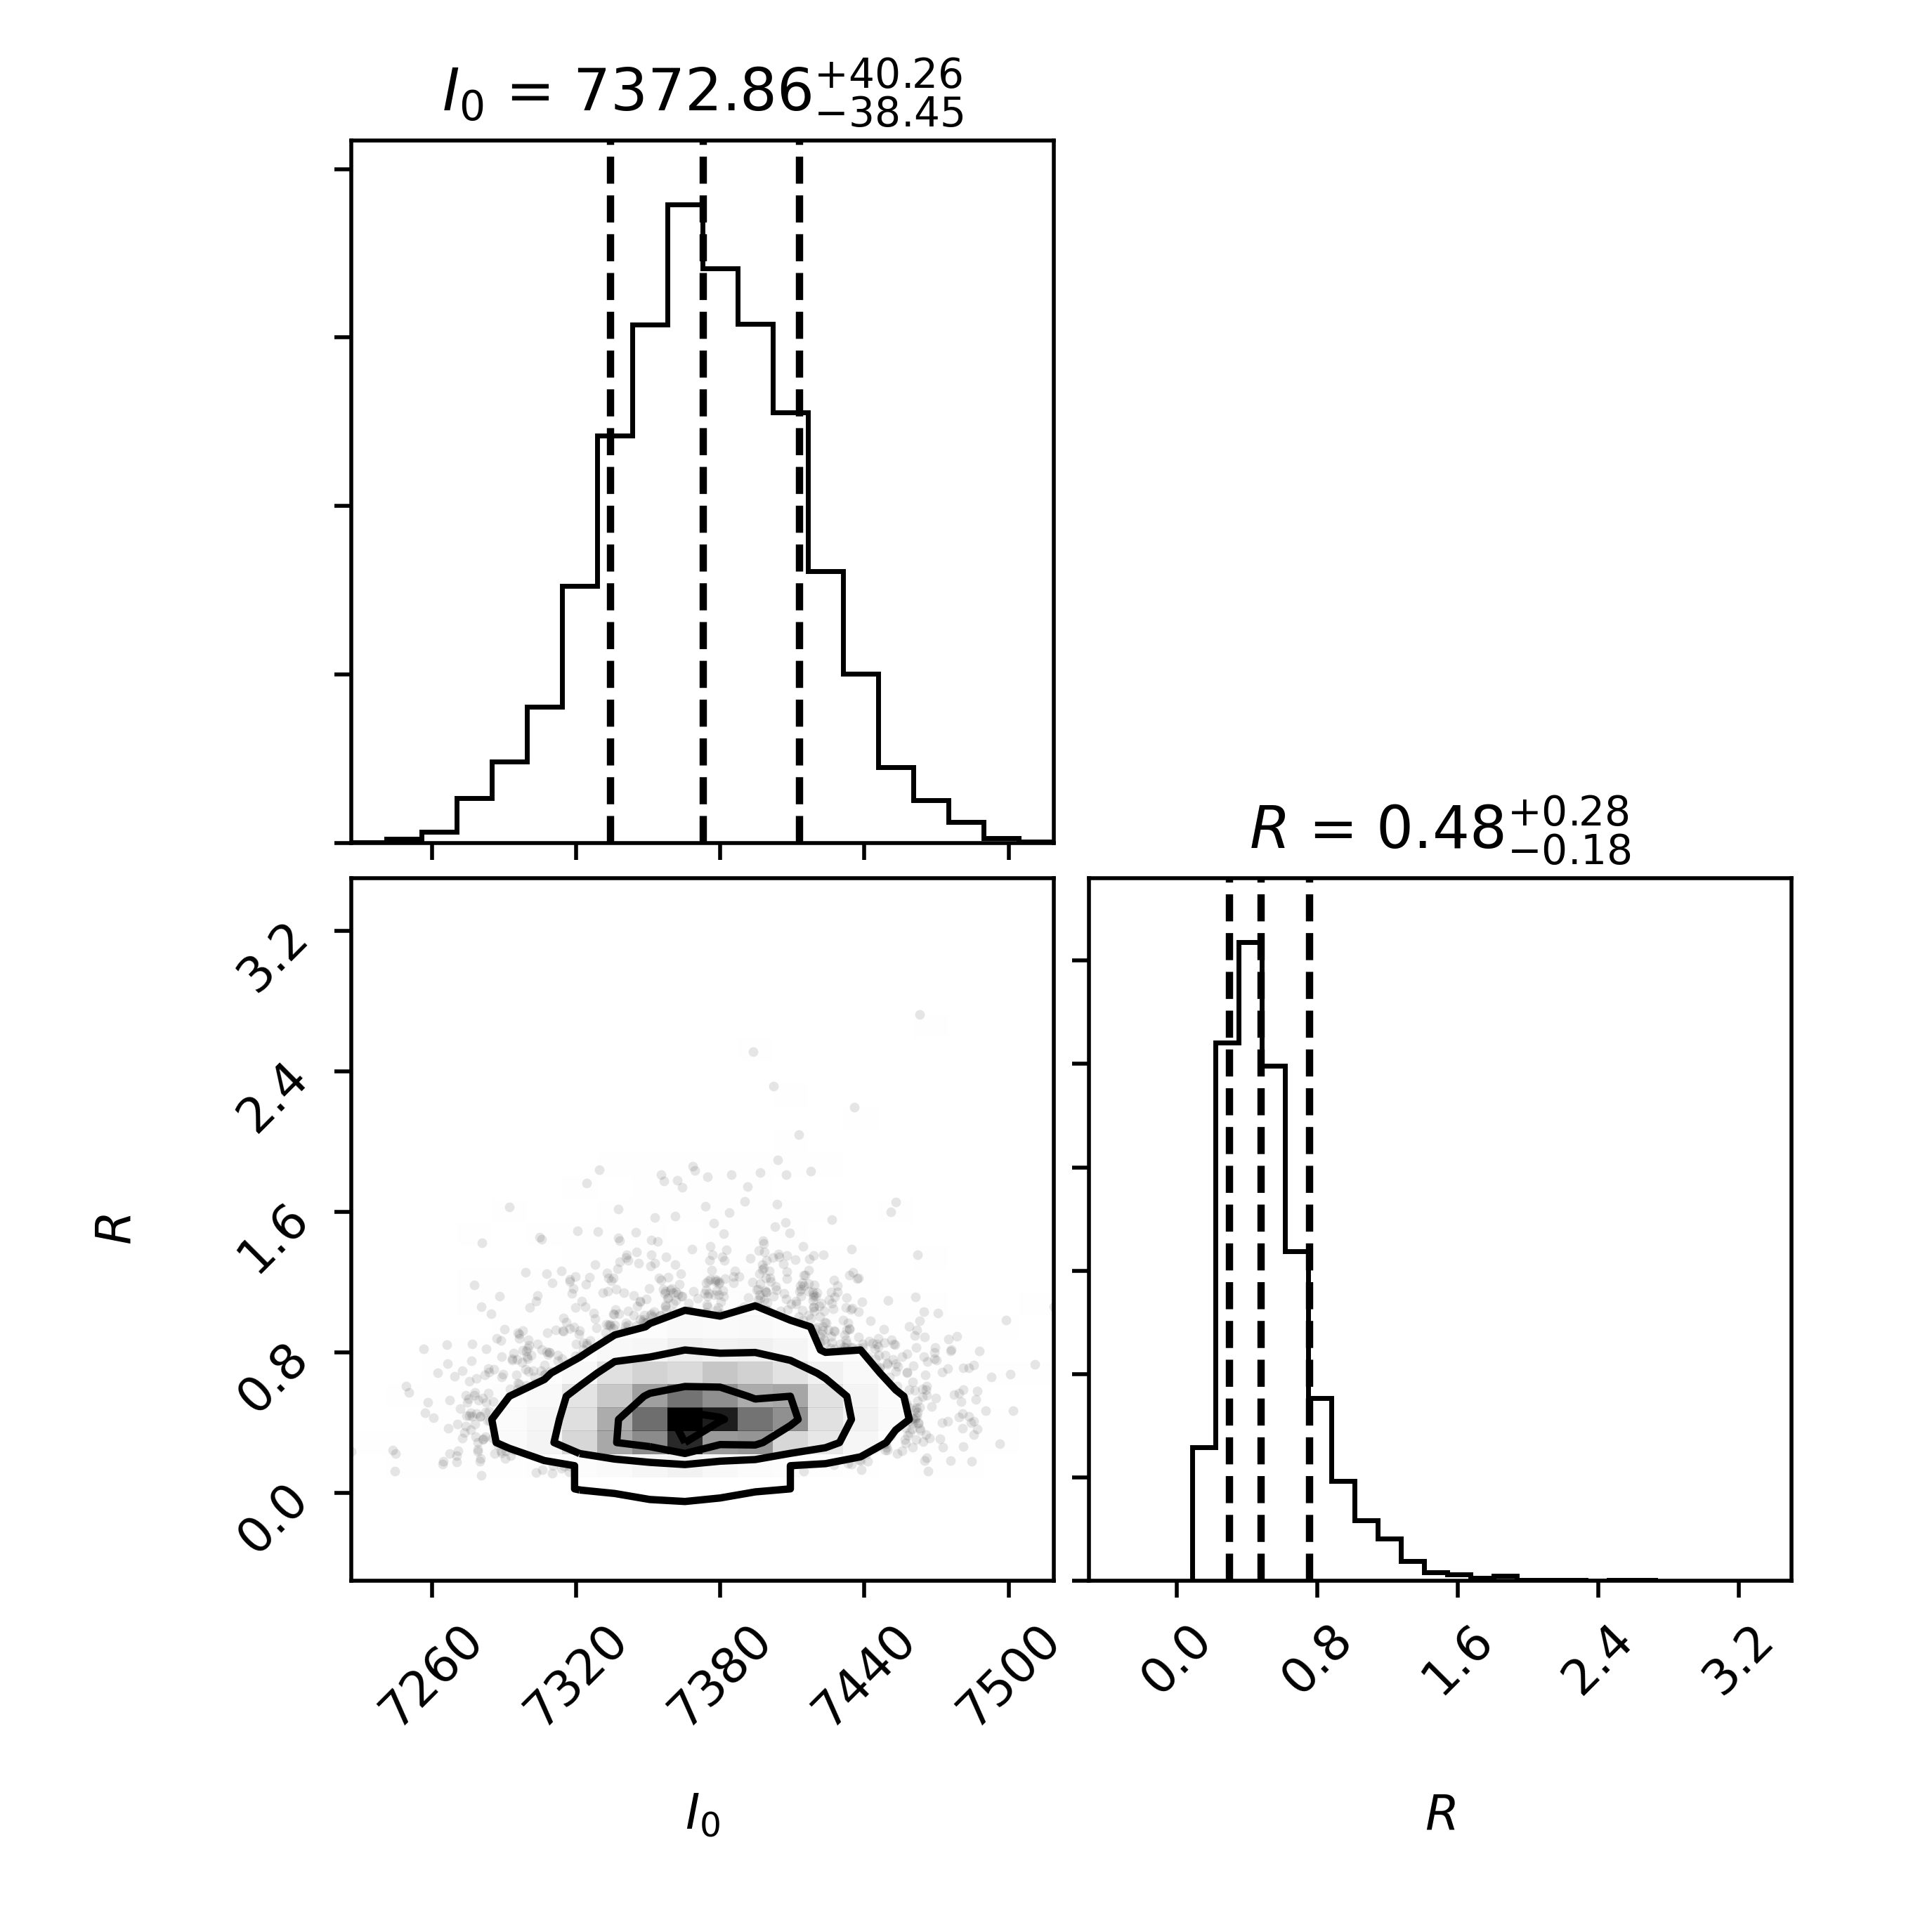 I₀ = 7372.86⁺⁴⁰·²⁶₋₃₈.₄₅
R = 0.48⁺⁰·²⁸₋₀.₁₈
3.2
2.4
1.6
0.8
0.0
R
7260 7320 7380 7440 7500
0.0 0.8 1.6 2.4 3.2
I₀
R